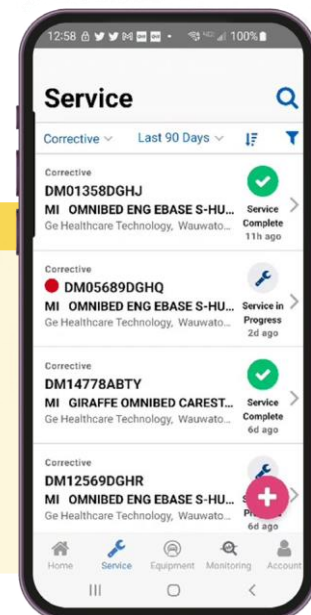 12:58
100%
Service
Corrective
Last 90 Days
Corrective
DM01358DGHJ
MI OMNIBED ENG EBASE S-HU...
Ge Healthcare Technology, Wauwato...
Service
Complete
11h ago
Corrective
DM05689DGHQ
MI OMNIBED ENG EBASE S-HU...
Ge Healthcare Technology, Wauwato...
Service in
Progress
2d ago
Corrective
DM14778ABTY
MI GIRAFFE OMNIBED CAREST...
Ge Healthcare Technology, Wauwato...
Service
Complete
6d ago
Corrective
DM12569DGHR
MI OMNIBED ENG EBASE S-HU...
Ge Healthcare Technology, Wauwato...
6d ago
Home
Service
Equipment
Monitoring
Account